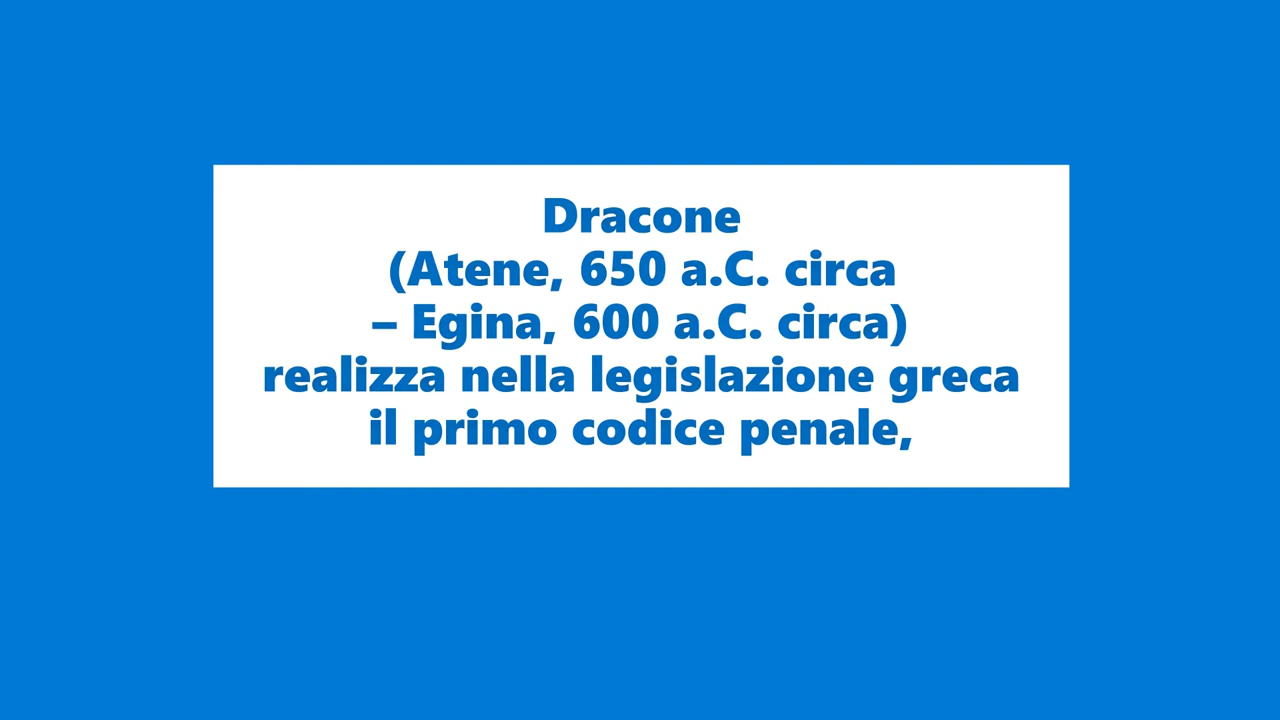 Dracone
(Atene, 650 a.C. circa
– Egina, 600 a.C. circa)
realizza nella legislazione greca
il primo codice penale,